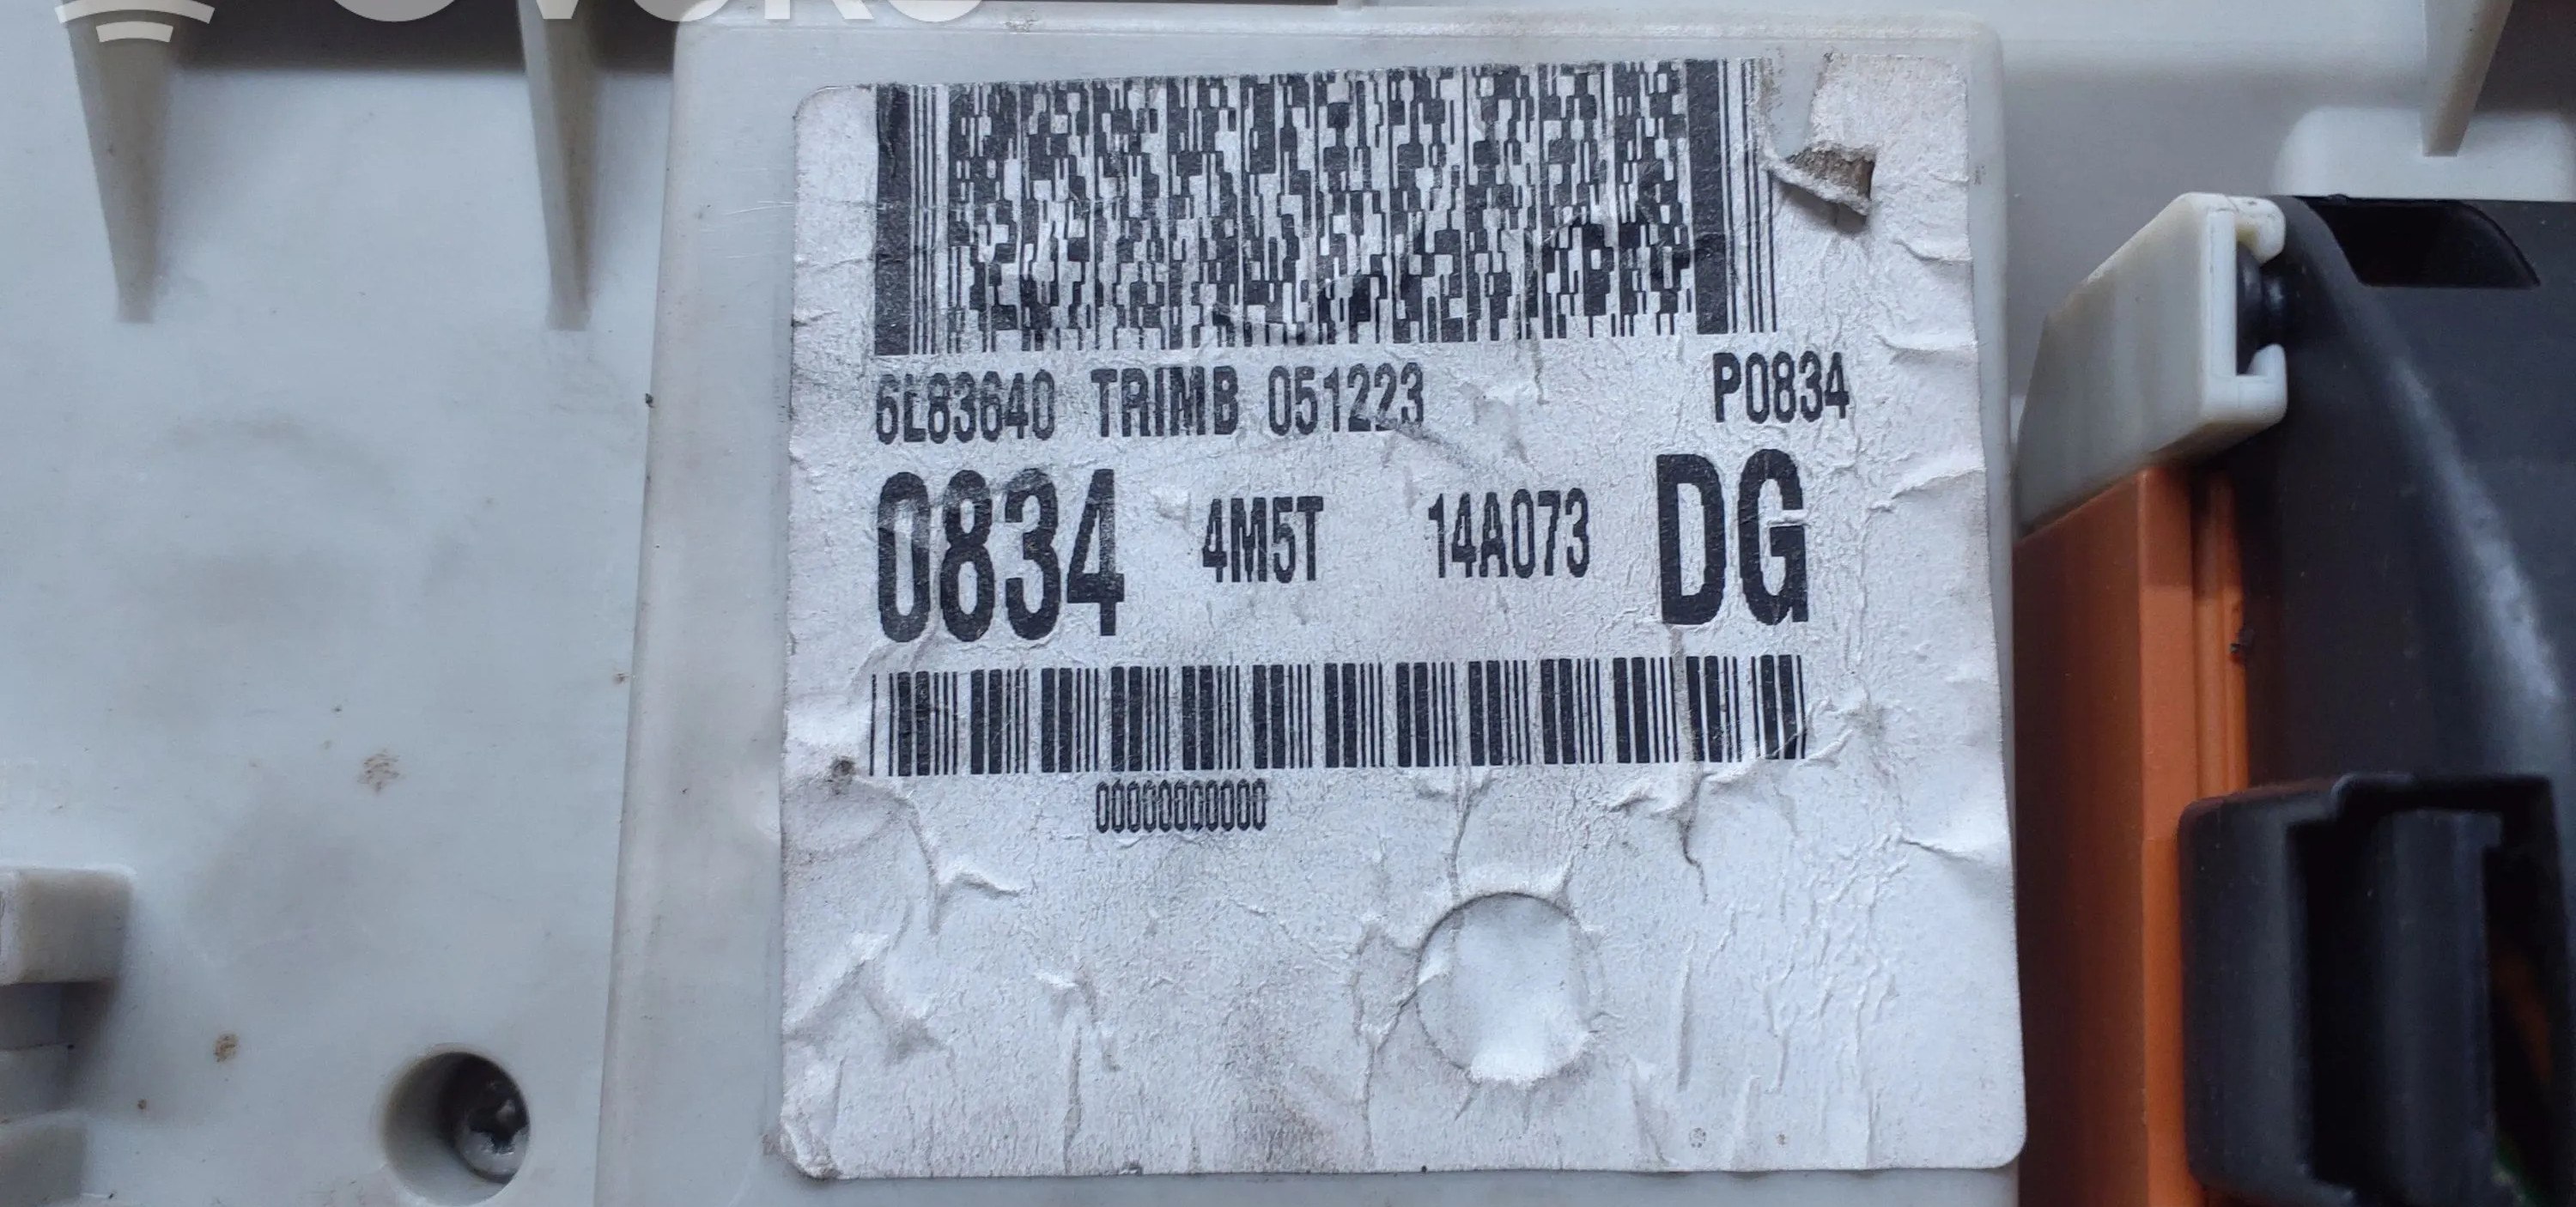 6L83640 TRIMB 051223 P0834
0834 4M5T 14A073 DG
00000000000